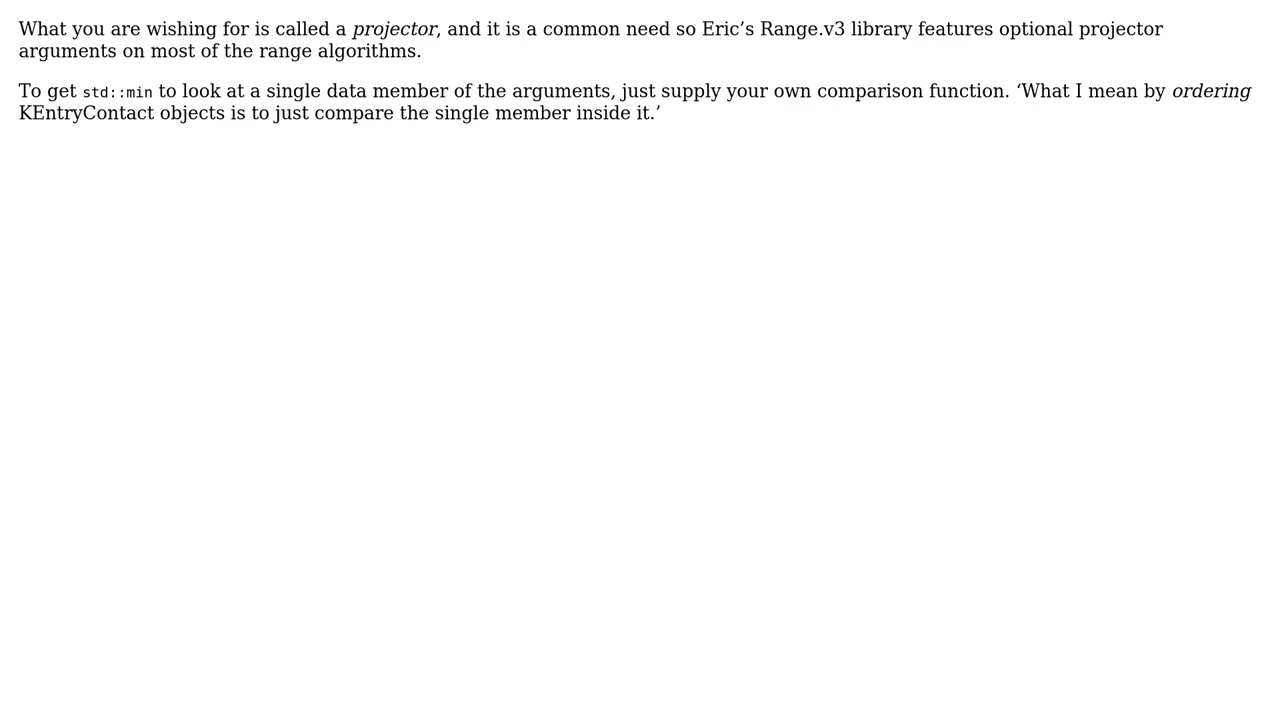 What you are wishing for is called a projector, and it is a common need so Eric’s Range.v3 library features optional projector
arguments on most of the range algorithms.
To get std::min to look at a single data member of the arguments, just supply your own comparison function. ‘What I mean by ordering
KEntryContact objects is to just compare the single member inside it.’